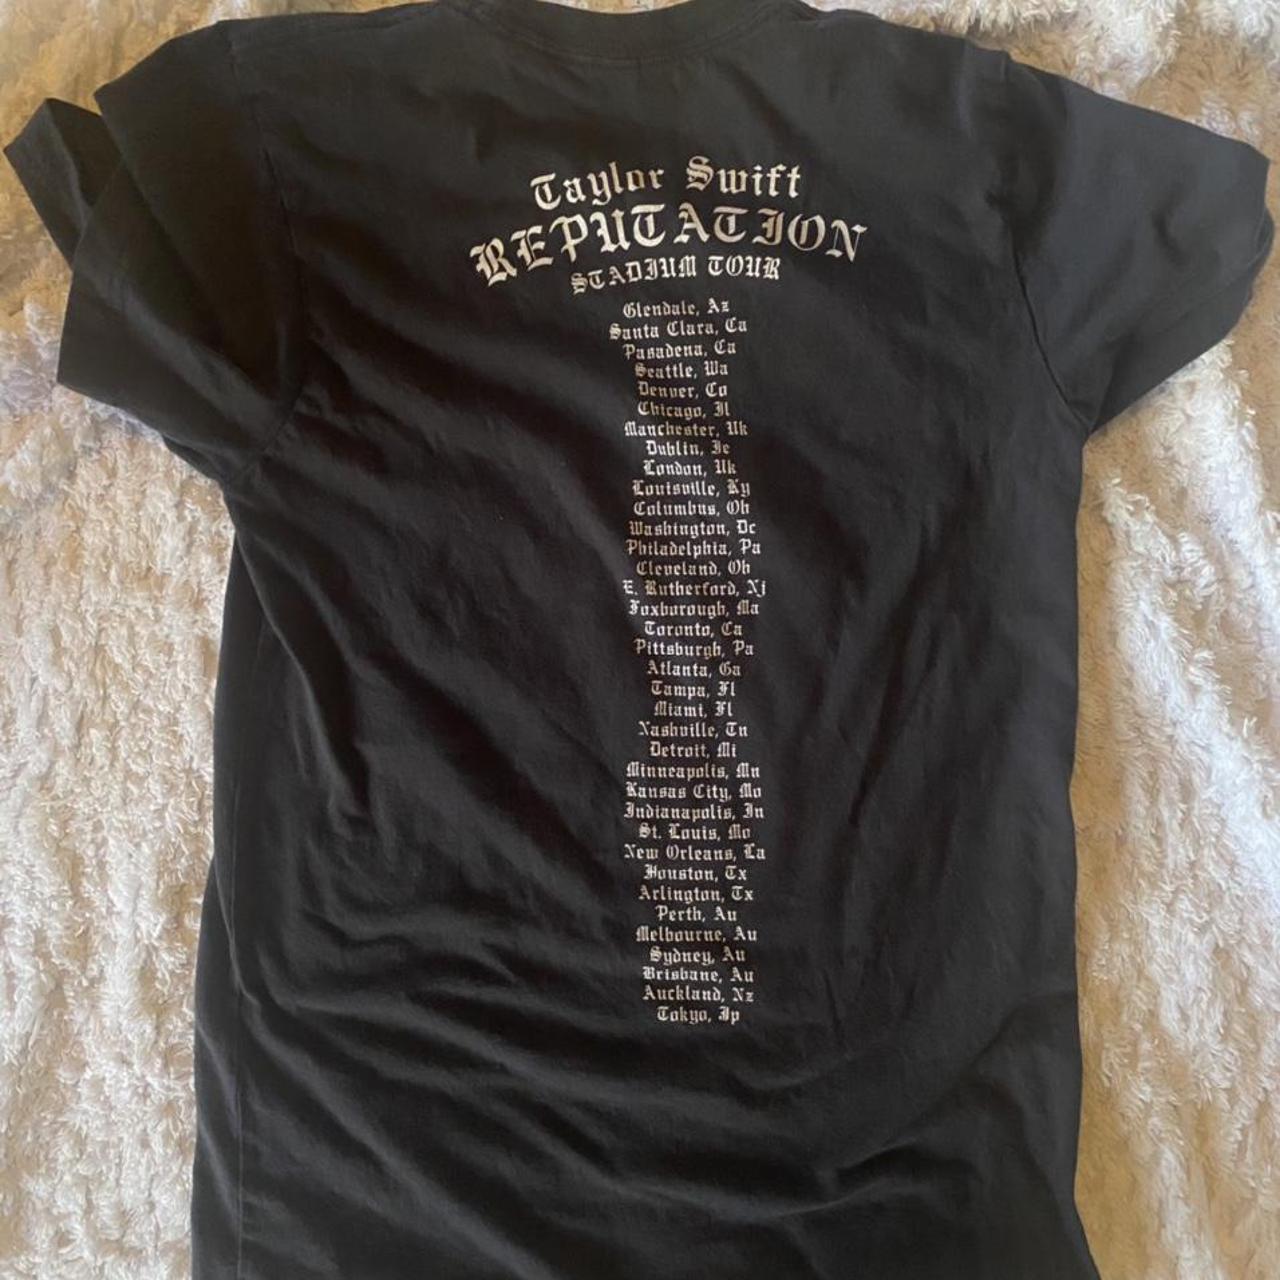 Taylor Swift
REPUTATION
STADIUM TOUR
Glendale, Az
Santa Clara, Ca
Pasadena, Ca
Seattle, Wa
Denver, Co
Chicago, Il
Manchester, Uk
Dublin, Ie
London, Uk
Louisville, Ky
Columbus, Oh
Washington, Dc
Philadelphia, Pa
Cleveland, Oh
E. Rutherford, Nj
Foxborough, Ma
Toronto, Ca
Pittsburgh, Pa
Atlanta, Ga
Tampa, Fl
Miami, Fl
Nashville, Tn
Detroit, Mi
Minneapolis, Mn
Kansas City, Mo
Indianapolis, In
St. Louis, Mo
New Orleans, La
Houston, Tx
Arlington, Tx
Perth, Au
Melbourne, Au
Sydney, Au
Brisbane, Au
Auckland, Nz
Tokyo, Jp